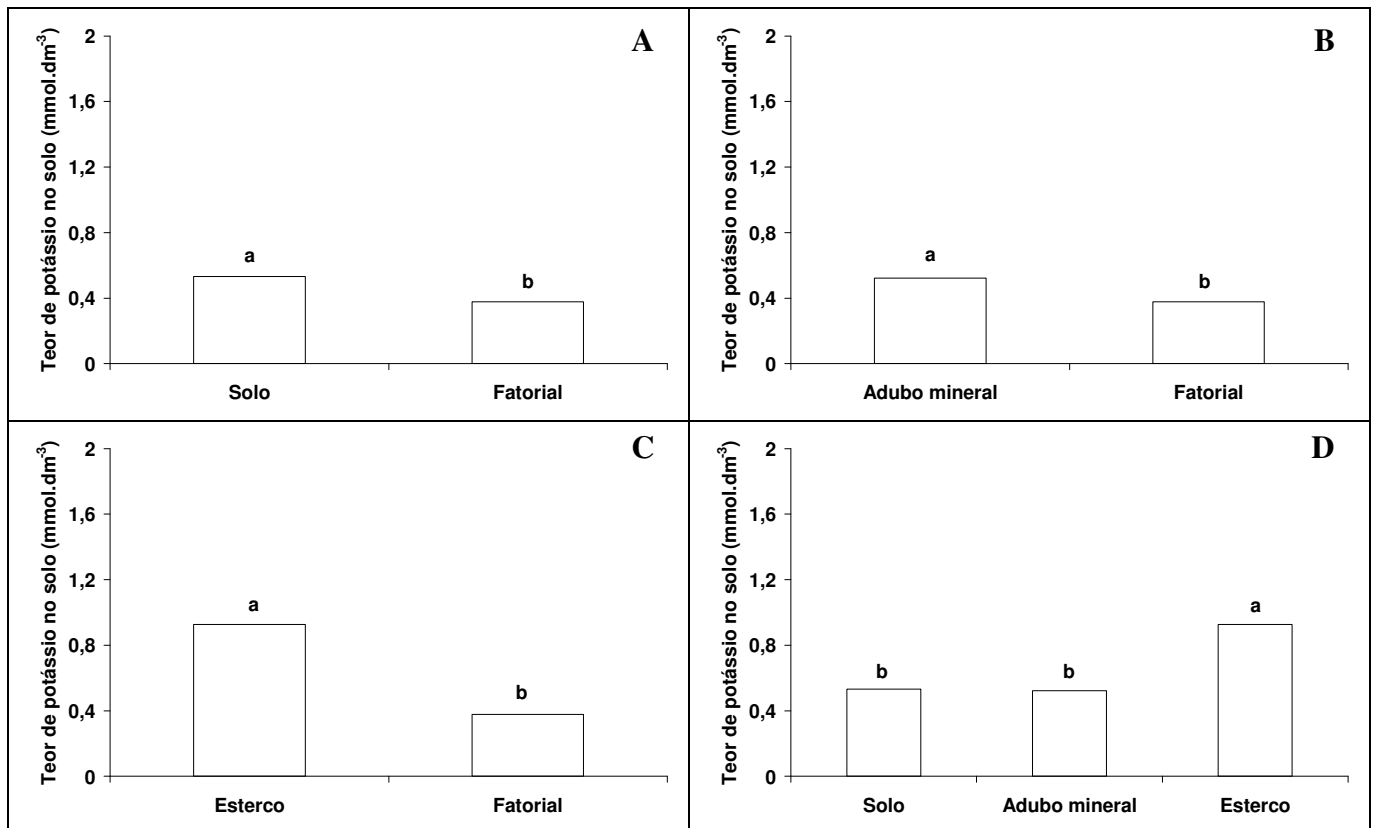 A
Teor de potássio no solo (mmol.dm-3)
2
1,6
1,2
0,8
0,4
0
a
b
Solo
Fatorial
B
Teor de potássio no solo (mmol.dm-3)
2
1,6
1,2
0,8
0,4
0
a
b
Adubo mineral
Fatorial
C
Teor de potássio no solo (mmol.dm-3)
2
1,6
1,2
0,8
0,4
0
a
b
Esterco
Fatorial
D
Teor de potássio no solo (mmol.dm-3)
2
1,6
1,2
0,8
0,4
0
b
b
a
Solo
Adubo mineral
Esterco